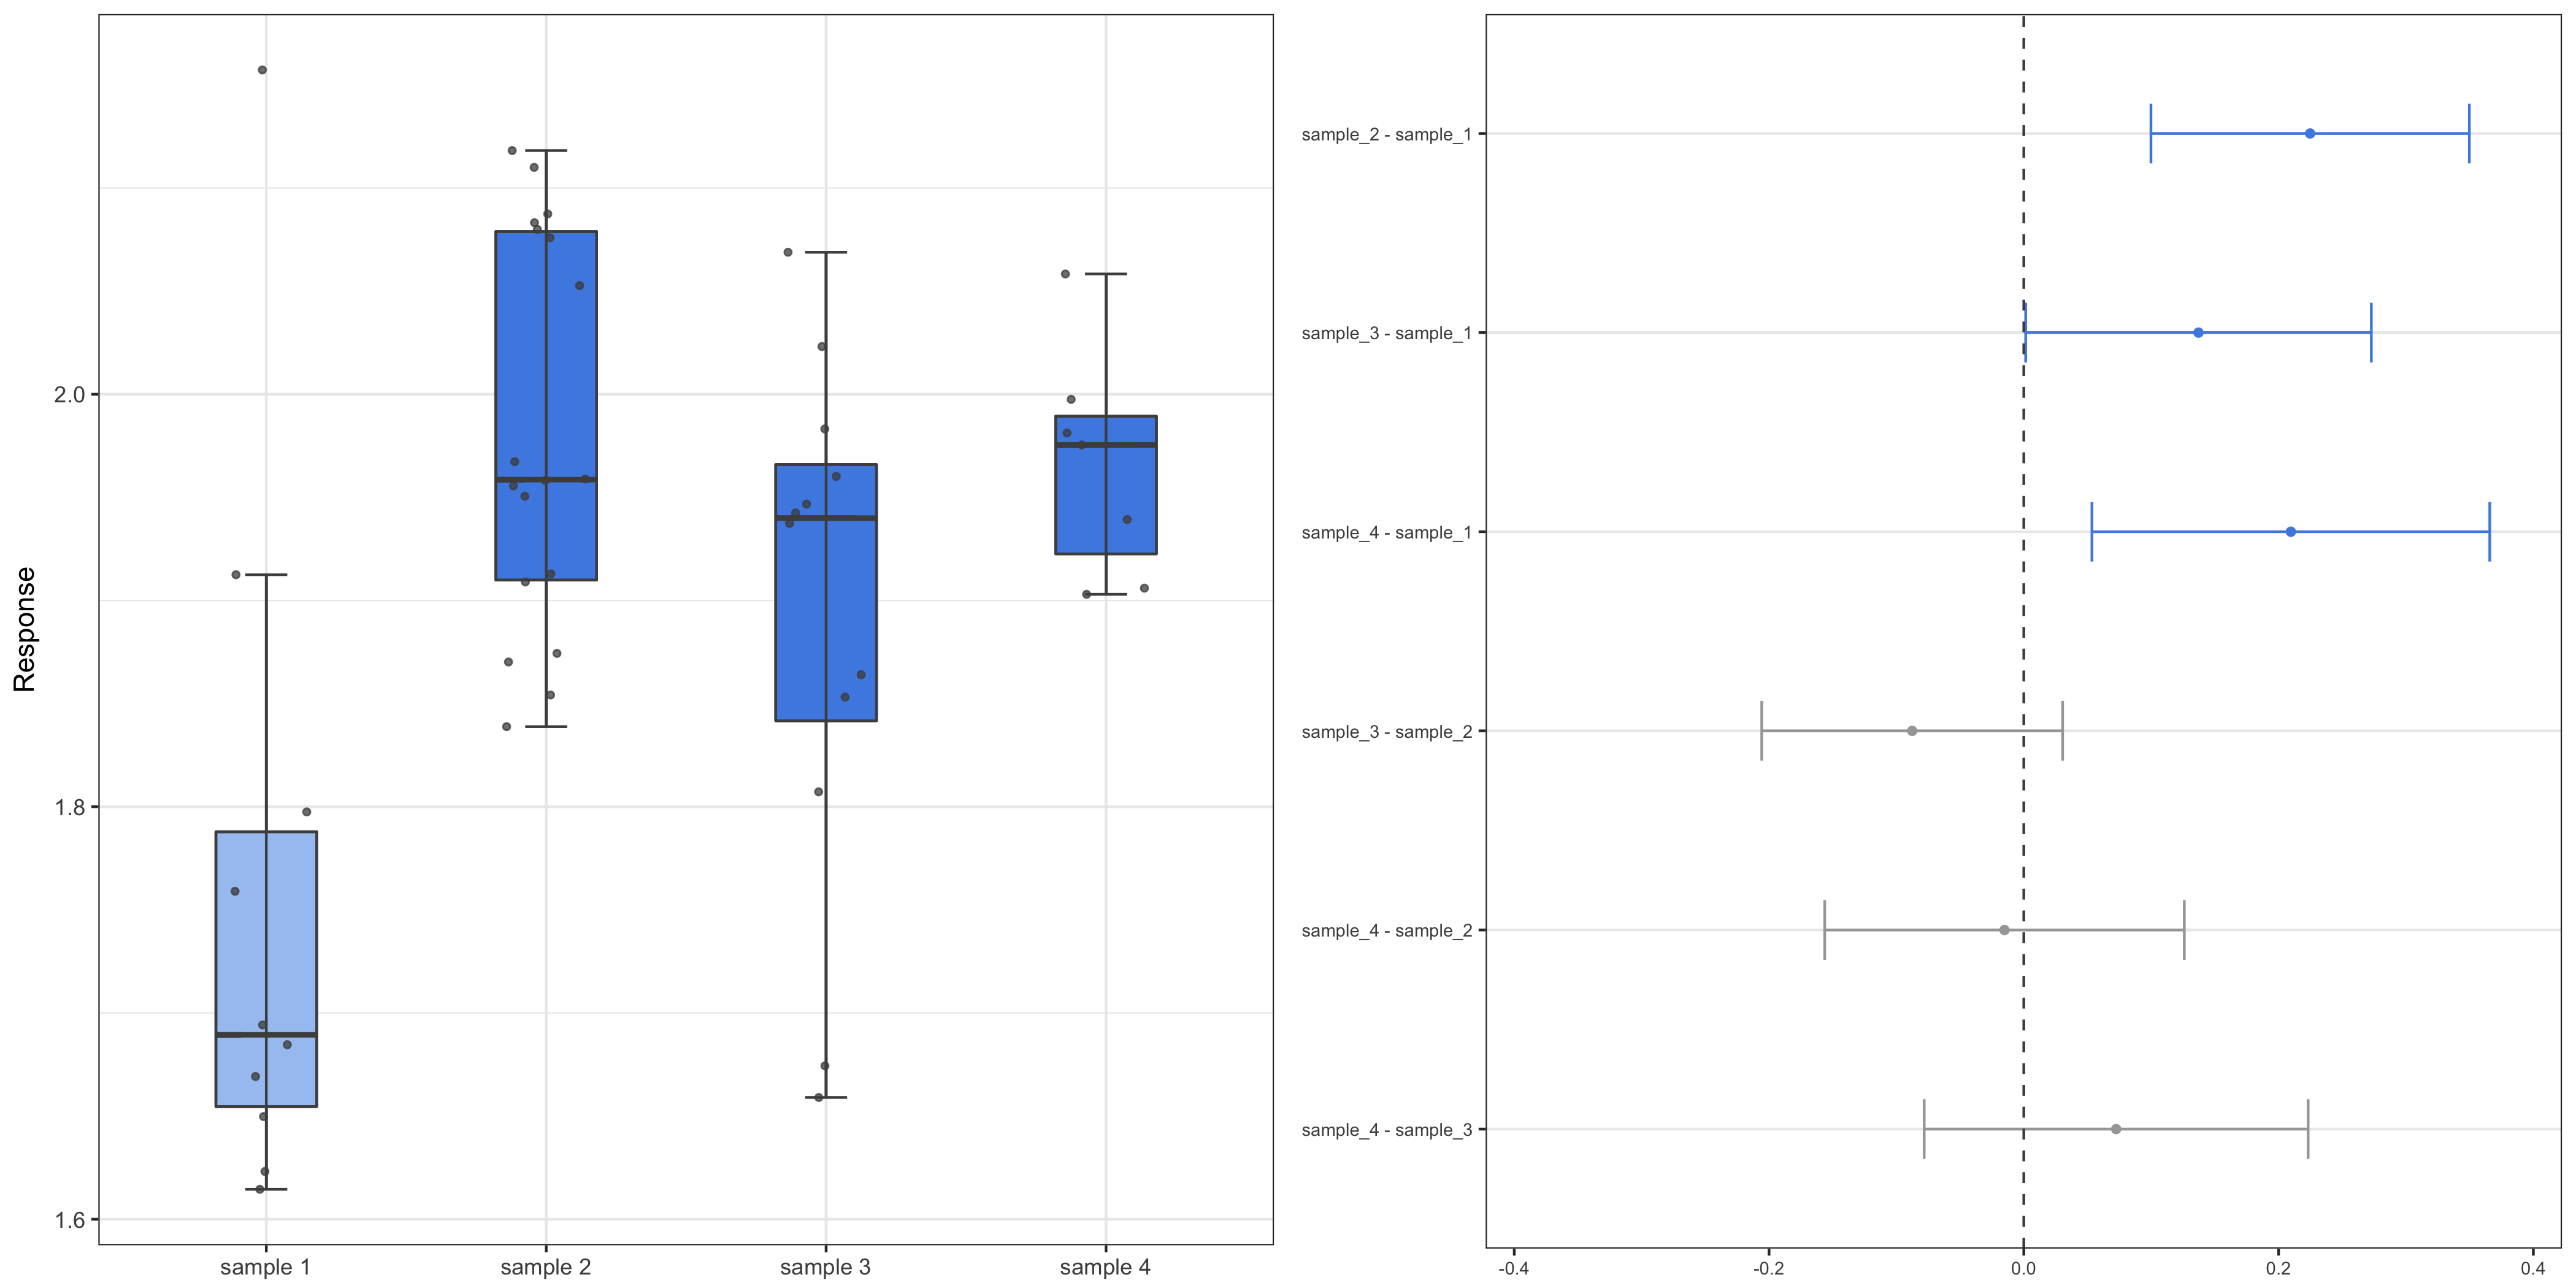 Response
2.0
1.8
1.6
sample 1
sample 2
sample 3
sample 4
sample_2 - sample_1
sample_3 - sample_1
sample_4 - sample_1
sample_3 - sample_2
sample_4 - sample_2
sample_4 - sample_3
-0.4
-0.2
0.0
0.2
0.4